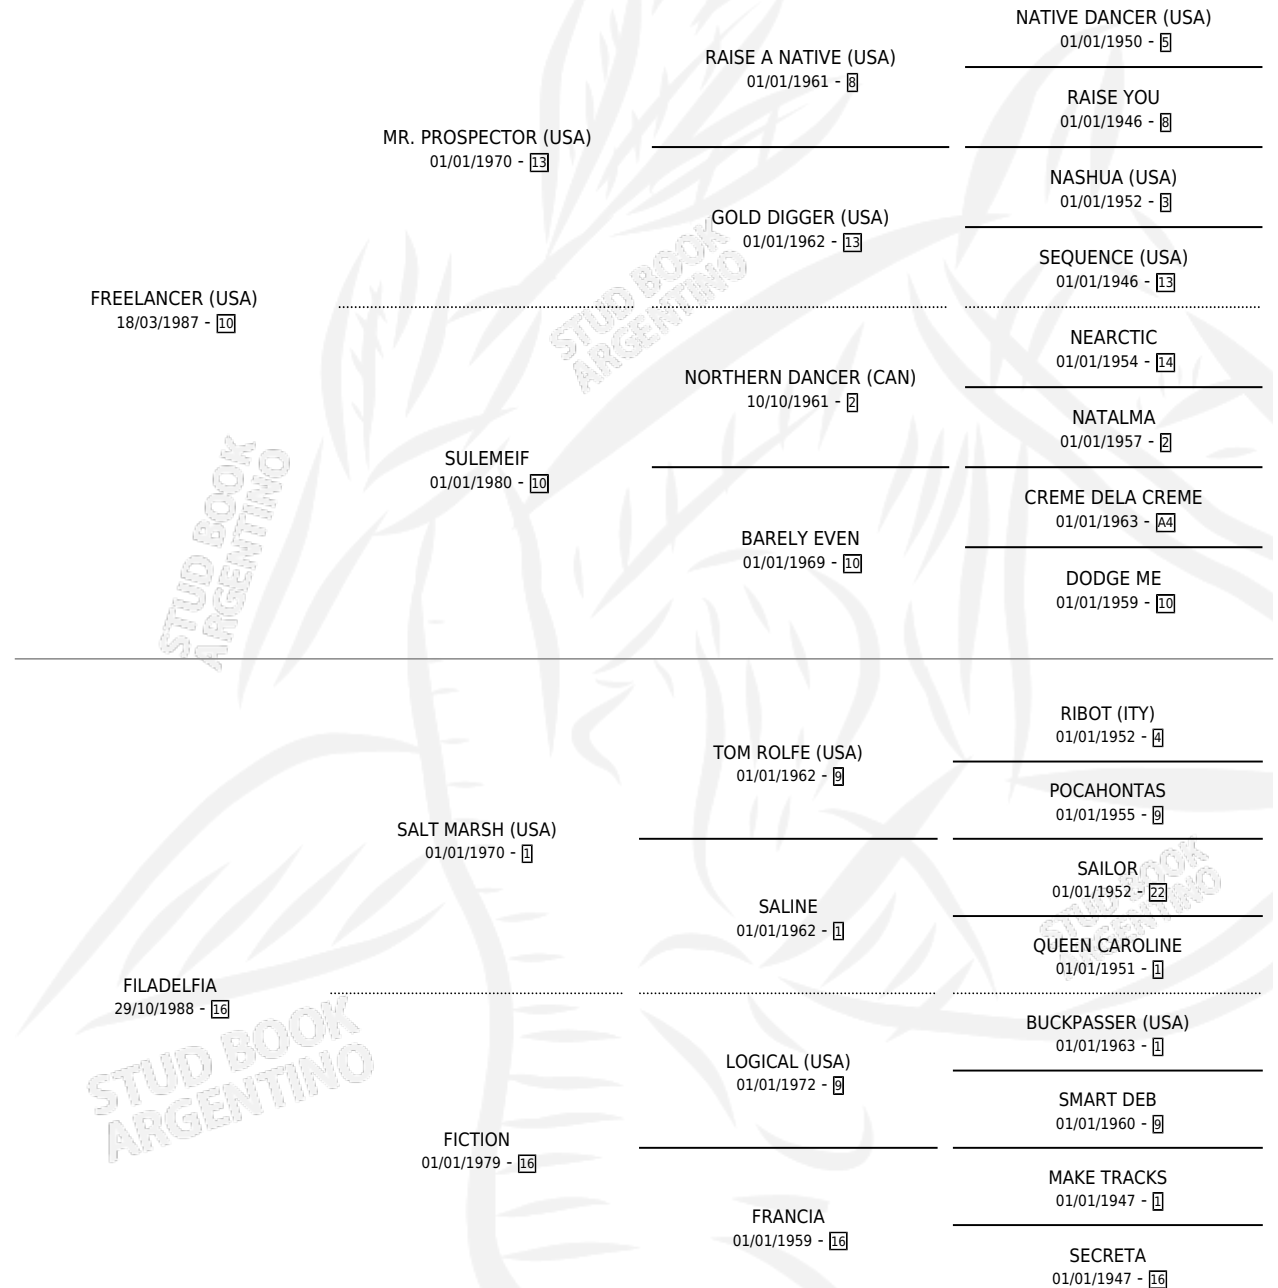 NATIVE DANCER (USA)
01/01/1950 - 5
RAISE A NATIVE (USA)
01/01/1961 - 8
RAISE YOU
01/01/1946 - 8
MR. PROSPECTOR (USA)
01/01/1970 - 13
NASHUA (USA)
01/01/1952 - 3
GOLD DIGGER (USA)
01/01/1962 - 13
SEQUENCE (USA)
01/01/1946 - 13
FREELANCER (USA)
18/03/1987 - 10
NEARCTIC
01/01/1954 - 14
NORTHERN DANCER (CAN)
10/10/1961 - 2
NATALMA
01/01/1957 - 2
SULEMEIF
01/01/1980 - 10
CREME DELA CREME
01/01/1963 - A4
BARELY EVEN
01/01/1969 - 10
DODGE ME
01/01/1959 - 10
STUD BOOK
ARGENTINO
STUD BOOK
ARGENTINO
RIBOT (ITY)
01/01/1952 - 4
TOM ROLFE (USA)
01/01/1962 - 9
POCAHONTAS
01/01/1955 - 9
SALT MARSH (USA)
01/01/1970 - 1
SAILOR
01/01/1952 - 22
SALINE
01/01/1962 - 1
QUEEN CAROLINE
01/01/1951 - 1
STUD BOOK
ARGENTINO
FILADELFIA
29/10/1988 - 16
BUCKPASSER (USA)
01/01/1963 - 1
LOGICAL (USA)
01/01/1972 - 9
SMART DEB
01/01/1960 - 9
STUD BOOK
ARGENTINO
FICTION
01/01/1979 - 16
MAKE TRACKS
01/01/1947 - 1
FRANCIA
01/01/1959 - 16
SECRETA
01/01/1947 - 16